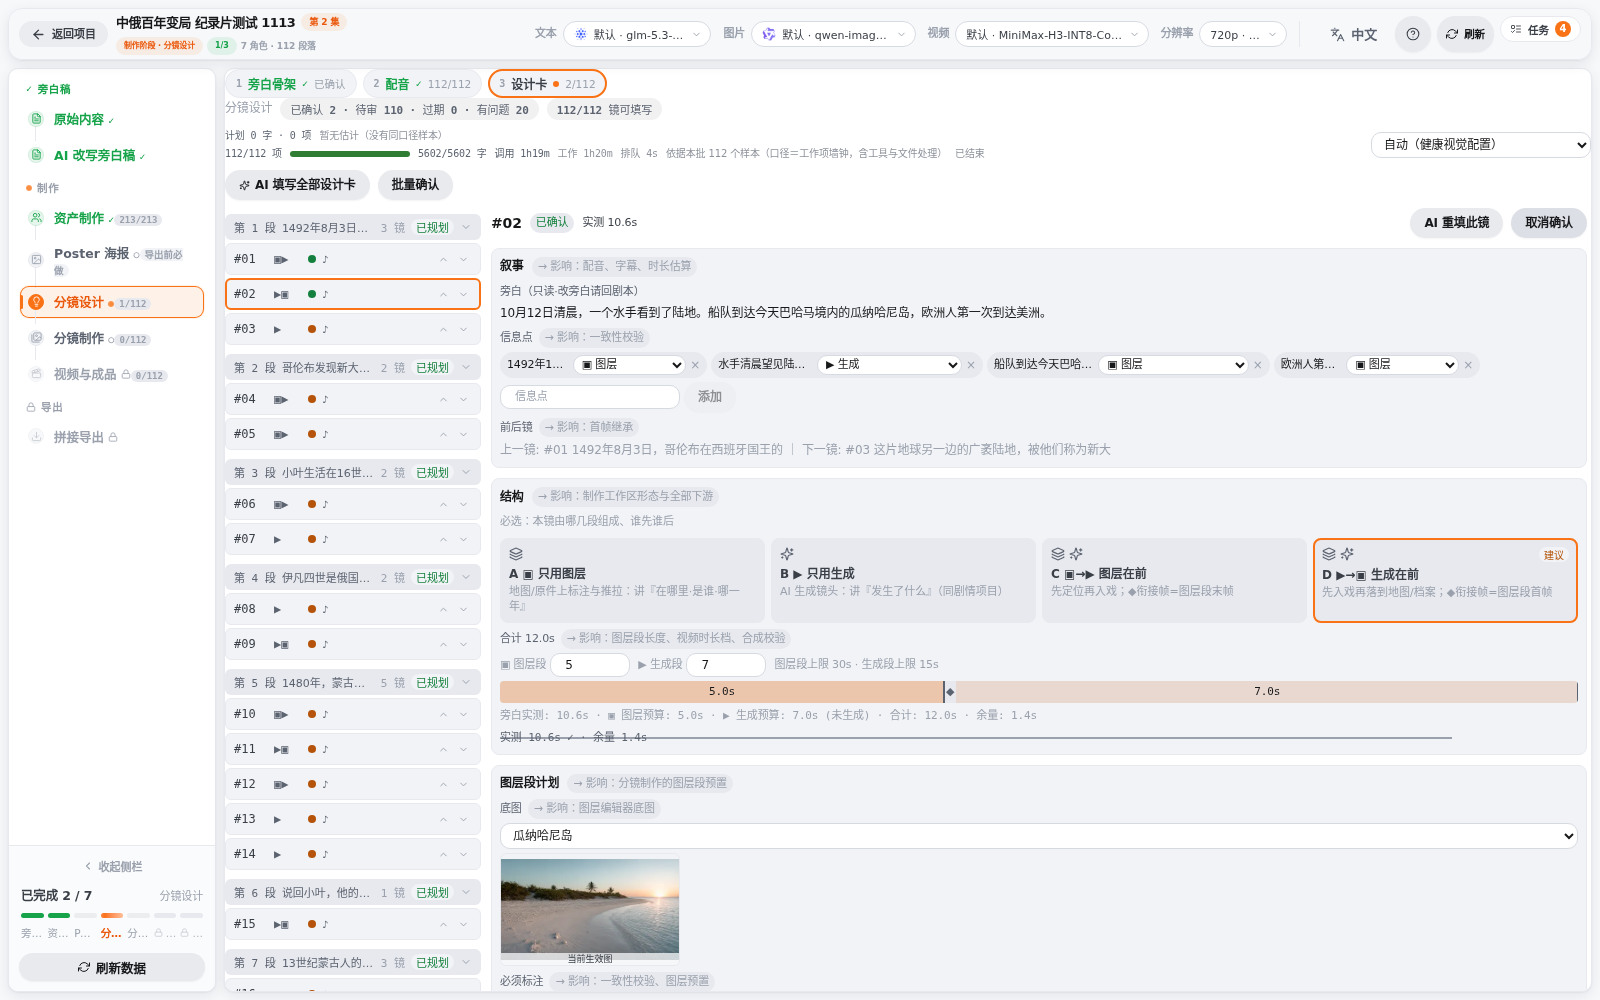 返回项目
中俄百年变局 纪录片测试 1113 第 2 集
制作阶段 · 分镜设计 1/3 7 角色 · 112 段落
文本 默认 · glm-5.3-... 图片 默认 · qwen-imag... 视频 默认 · MiniMax-H3-INT8-Co... 分辨率 720p · ...
中文 刷新 任务 4
✓ 旁白稿
原始内容 ✓
AI 改写旁白稿 ✓
制作
资产制作 ✓ 213/213
Poster 海报 ○ 导出前必做
分镜设计 1/112
分镜制作 ○ 0/112
视频与成品 0/112
导出
拼接导出
收起侧栏
已完成 2 / 7 分镜设计
旁... 资... P... 分... 分... ... ...
刷新数据
1 旁白骨架 ✓ 已确认 2 配音 ✓ 112/112 3 设计卡 2/112
分镜设计 已确认 2 · 待审 110 · 过期 0 · 有问题 20 112/112 镜可填写
计划 0 字 · 0 项 暂无估计（没有同口径样本）
112/112 项 5602/5602 字 调用 1h19m 工作 1h20m 排队 4s 依据本批 112 个样本（口径＝工作项墙钟，含工具与文件处理） 已结束
自动（健康视觉配置）
AI 填写全部设计卡 批量确认
第 1 段 1492年8月3日... 3 镜 已规划
#01 ▣▶ ♪
#02 ▶▣ ♪
#03 ▶ ♪
第 2 段 哥伦布发现新大... 2 镜 已规划
#04 ▣▶ ♪
#05 ▣▶ ♪
第 3 段 小叶生活在16世... 2 镜 已规划
#06 ▣▶ ♪
#07 ▶ ♪
第 4 段 伊凡四世是俄国... 2 镜 已规划
#08 ▶ ♪
#09 ▶▣ ♪
第 5 段 1480年，蒙古... 5 镜 已规划
#10 ▣▶ ♪
#11 ▶▣ ♪
#12 ▣▶ ♪
#13 ▶ ♪
#14 ▶ ♪
第 6 段 说回小叶，他的... 1 镜 已规划
#15 ▶▣ ♪
第 7 段 13世纪蒙古人的... 3 镜 已规划
#02 已确认 实测 10.6s
AI 重填此镜 取消确认
叙事 → 影响：配音、字幕、时长估算
旁白（只读·改旁白请回剧本）
10月12日清晨，一个水手看到了陆地。船队到达今天巴哈马境内的瓜纳哈尼岛，欧洲人第一次到达美洲。
信息点 → 影响：一致性校验
1492年1... ▣ 图层 × 水手清晨望见陆... ▶ 生成 × 船队到达今天巴哈... ▣ 图层 × 欧洲人第... ▣ 图层 ×
信息点 添加
前后镜 → 影响：首帧继承
上一镜: #01 1492年8月3日，哥伦布在西班牙国王的 | 下一镜: #03 这片地球另一边的广袤陆地，被他们称为新大
结构 → 影响：制作工作区形态与全部下游
必选：本镜由哪几段组成、谁先谁后
A ▣ 只用图层
地图/原件上标注与推拉：讲『在哪里·是谁·哪一年』
B ▶ 只用生成
AI 生成镜头：讲『发生了什么』（同剧情项目）
C ▣→▶ 图层在前
先定位再入戏；◆衔接帧=图层段末帧
建议
D ▶→▣ 生成在前
先入戏再落到地图/档案；◆衔接帧=图层段首帧
合计 12.0s → 影响：图层段长度、视频时长档、合成校验
▣ 图层段 5 ▶ 生成段 7 图层段上限 30s · 生成段上限 15s
5.0s ◆ 7.0s
旁白实测: 10.6s · ▣ 图层预算: 5.0s · ▶ 生成预算: 7.0s (未生成) · 合计: 12.0s · 余量: 1.4s
实测 10.6s ✓ · 余量 1.4s
图层段计划 → 影响：分镜制作的图层段预置
底图 → 影响：图层编辑器底图
瓜纳哈尼岛
当前生效图
必须标注 → 影响：一致性校验、图层预置